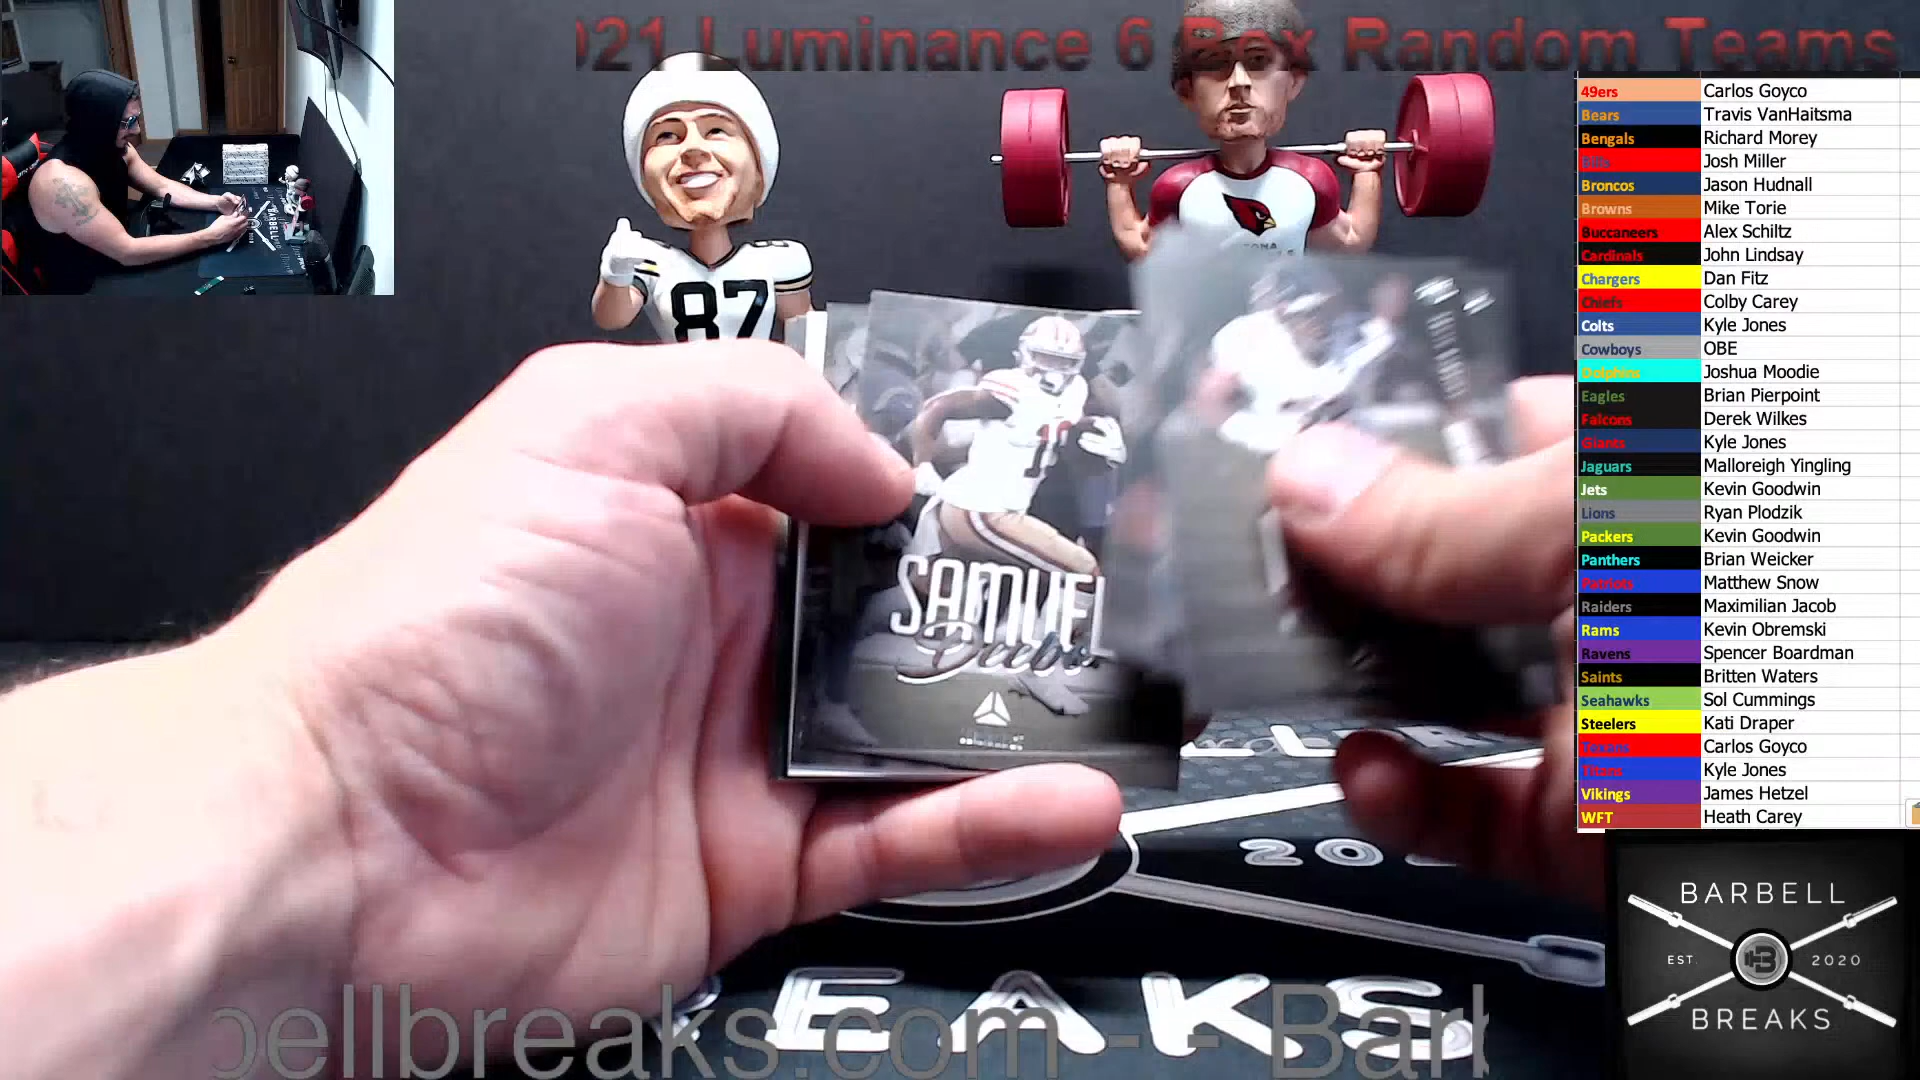 021 Luminance 6 Box Random Teams
49ers Carlos Goyco
Bears Travis VanHaitsma
Bengals Richard Morey
Bills Josh Miller
Broncos Jason Hudnall
Browns Mike Torie
Buccaneers Alex Schiltz
Cardinals John Lindsay
Chargers Dan Fitz
Chiefs Colby Carey
Colts Kyle Jones
Cowboys OBE
Dolphins Joshua Moodie
Eagles Brian Pierpoint
Falcons Derek Wilkes
Giants Kyle Jones
Jaguars Malloreigh Yingling
Jets Kevin Goodwin
Lions Ryan Plodzik
Packers Kevin Goodwin
Panthers Brian Weicker
Patriots Matthew Snow
Raiders Maximilian Jacob
Rams Kevin Obremski
Ravens Spencer Boardman
Saints Britten Waters
Seahawks Sol Cummings
Steelers Kati Draper
Texans Carlos Goyco
Titans Kyle Jones
Vikings James Hetzel
WFT Heath Carey
87
SAMUEL
Deebo
BARBELL
EST. B 2020
BREAKS
202
REAKS
bellbreaks.com - - Barl